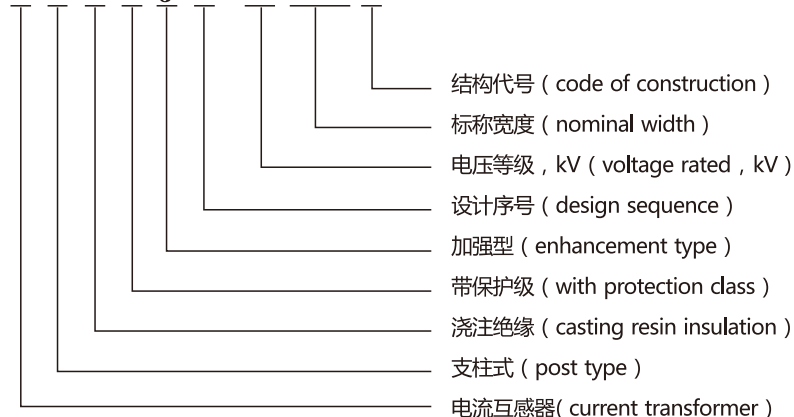 结构代号 ( code of construction )
标称宽度 ( nominal width )
电压等级 , kV ( voltage rated , kV )
设计序号 ( design sequence )
加强型 ( enhancement type )
带保护级 ( with protection class )
浇注绝缘 ( casting resin insulation )
支柱式 ( post type )
电流互感器( current transformer )